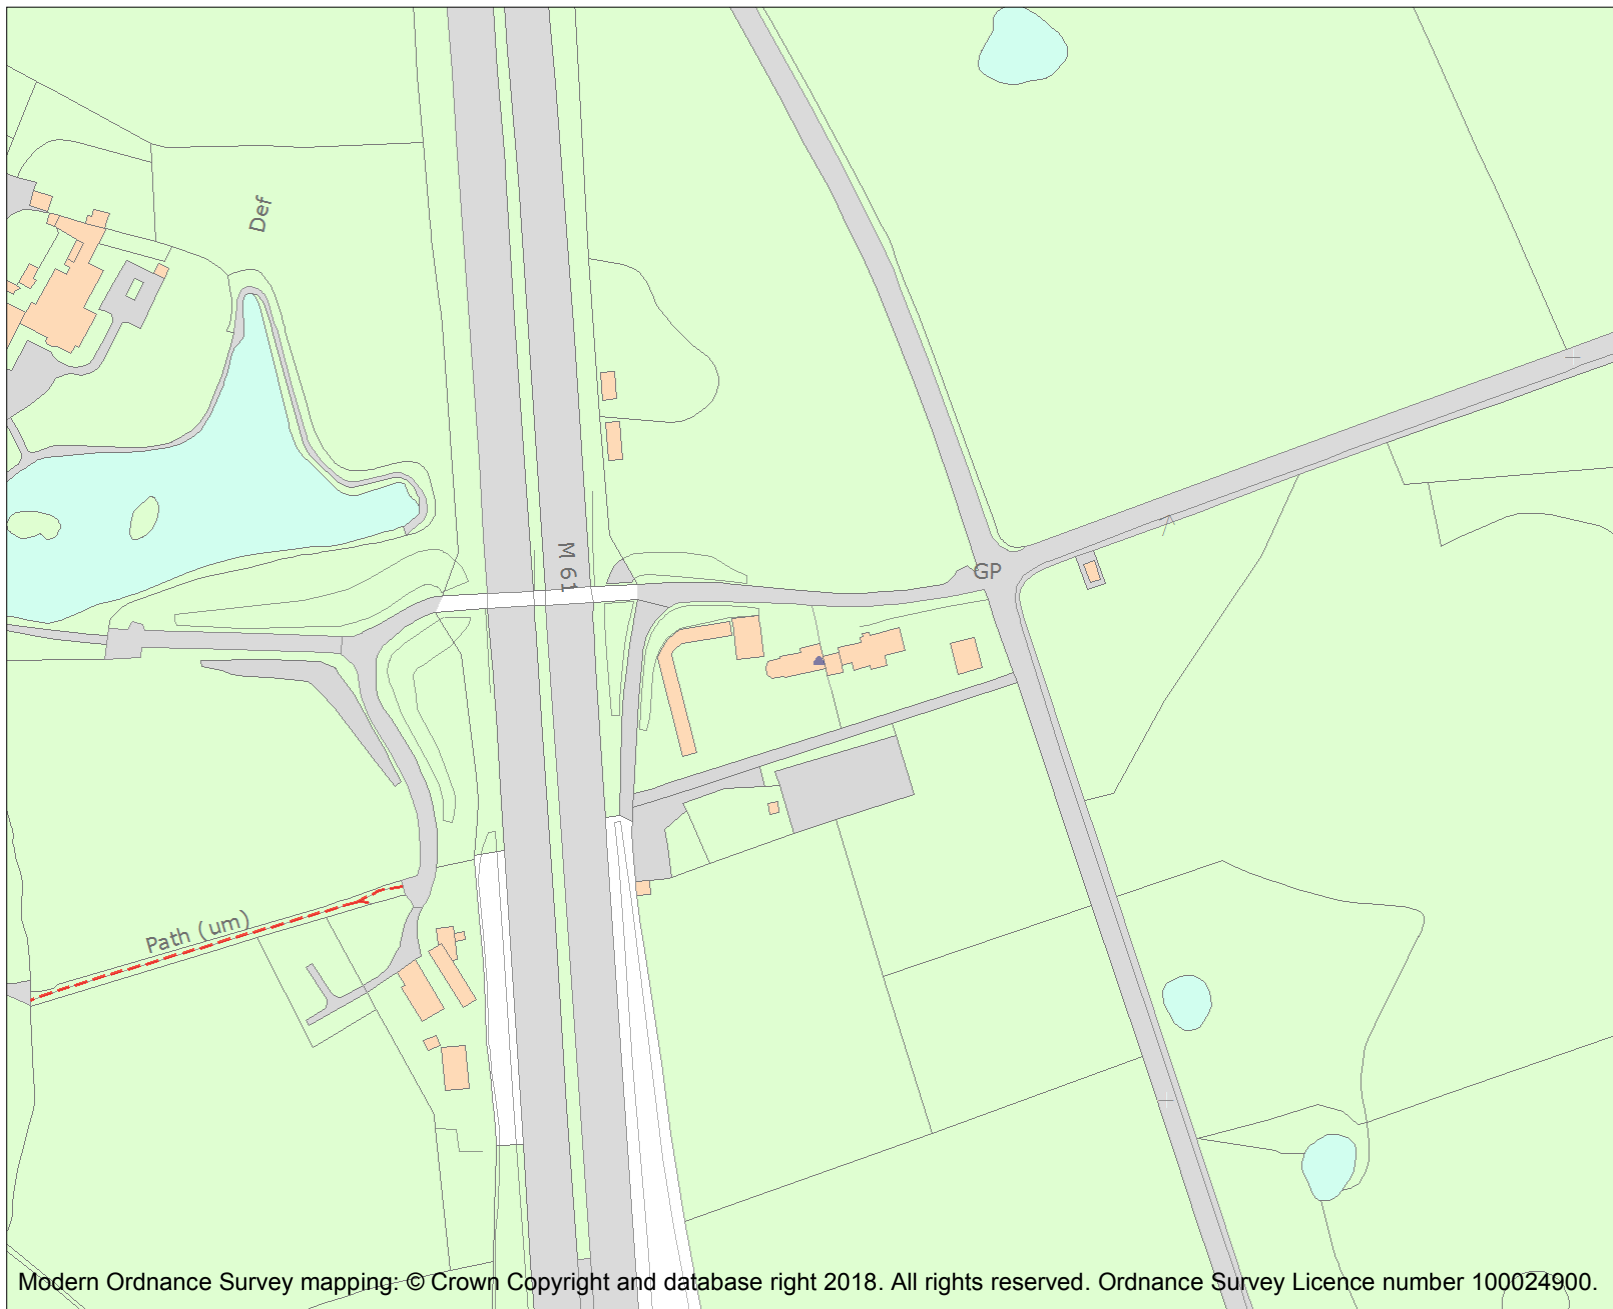 Def
M 61
GP
Path (um)
Modern Ordnance Survey mapping: © Crown Copyright and database right 2018. All rights reserved. Ordnance Survey Licence number 100024900.